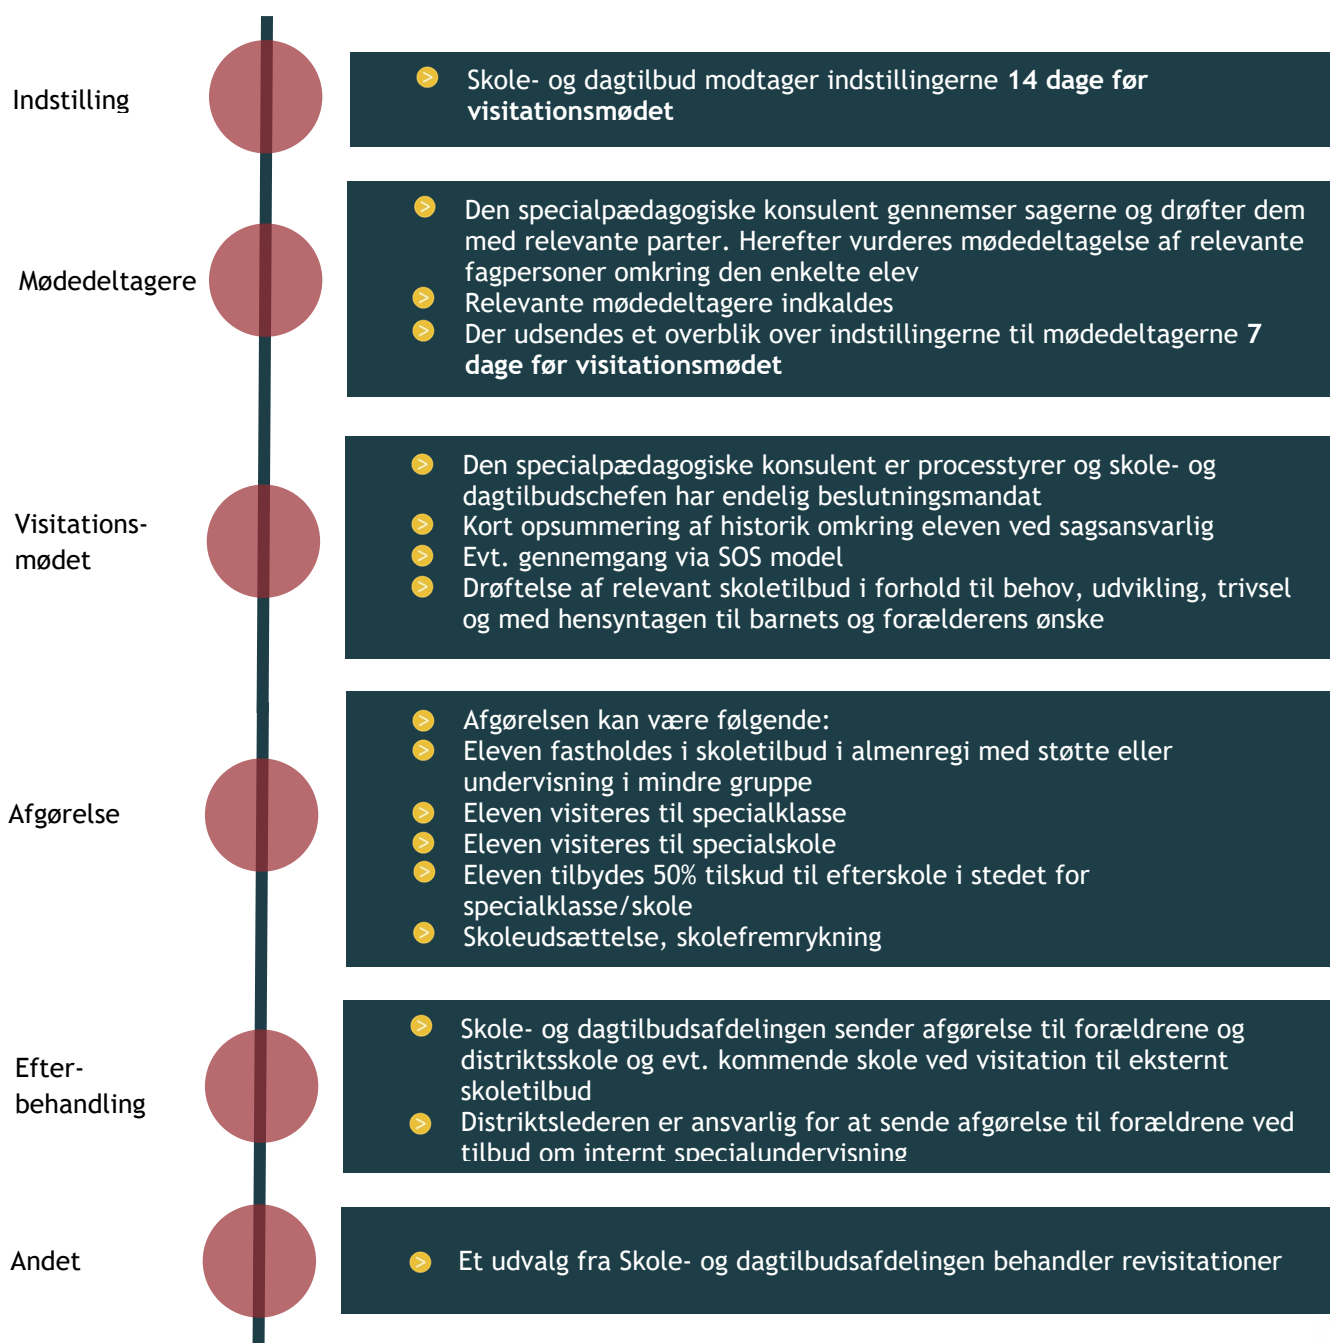 Indstilling
Skole- og dagtilbud modtager indstillingerne 14 dage før
visitationsmødet
Mødedeltagere
Den specialpædagogiske konsulent gennemser sagerne og drøfter dem
med relevante parter. Herefter vurderes mødedeltagelse af relevante
fagpersoner omkring den enkelte elev
Relevante mødedeltagere indkaldes
Der udsendes et overblik over indstillingerne til mødedeltagerne 7
dage før visitationsmødet
Visitations-
mødet
Den specialpædagogiske konsulent er processtyrer og skole- og
dagtilbudschefen har endelig beslutningsmandat
Kort opsummering af historik omkring eleven ved sagsansvarlig
Evt. gennemgang via SOS model
Drøftelse af relevant skoletilbud i forhold til behov, udvikling, trivsel
og med hensyntagen til barnets og forælderens ønske
Afgørelse
Afgørelsen kan være følgende:
Eleven fastholdes i skoletilbud i almenregi med støtte eller
undervisning i mindre gruppe
Eleven visiteres til specialklasse
Eleven visiteres til specialskole
Eleven tilbydes 50% tilskud til efterskole i stedet for
specialklasse/skole
Skoleudsættelse, skolefremrykning
Efter-
behandling
Skole- og dagtilbudsafdelingen sender afgørelse til forældrene og
distriktsskole og evt. kommende skole ved visitation til eksternt
skoletilbud
Distriktslederen er ansvarlig for at sende afgørelse til forældrene ved
tilbud om internt specialundervisning
Andet
Et udvalg fra Skole- og dagtilbudsafdelingen behandler revisitationer